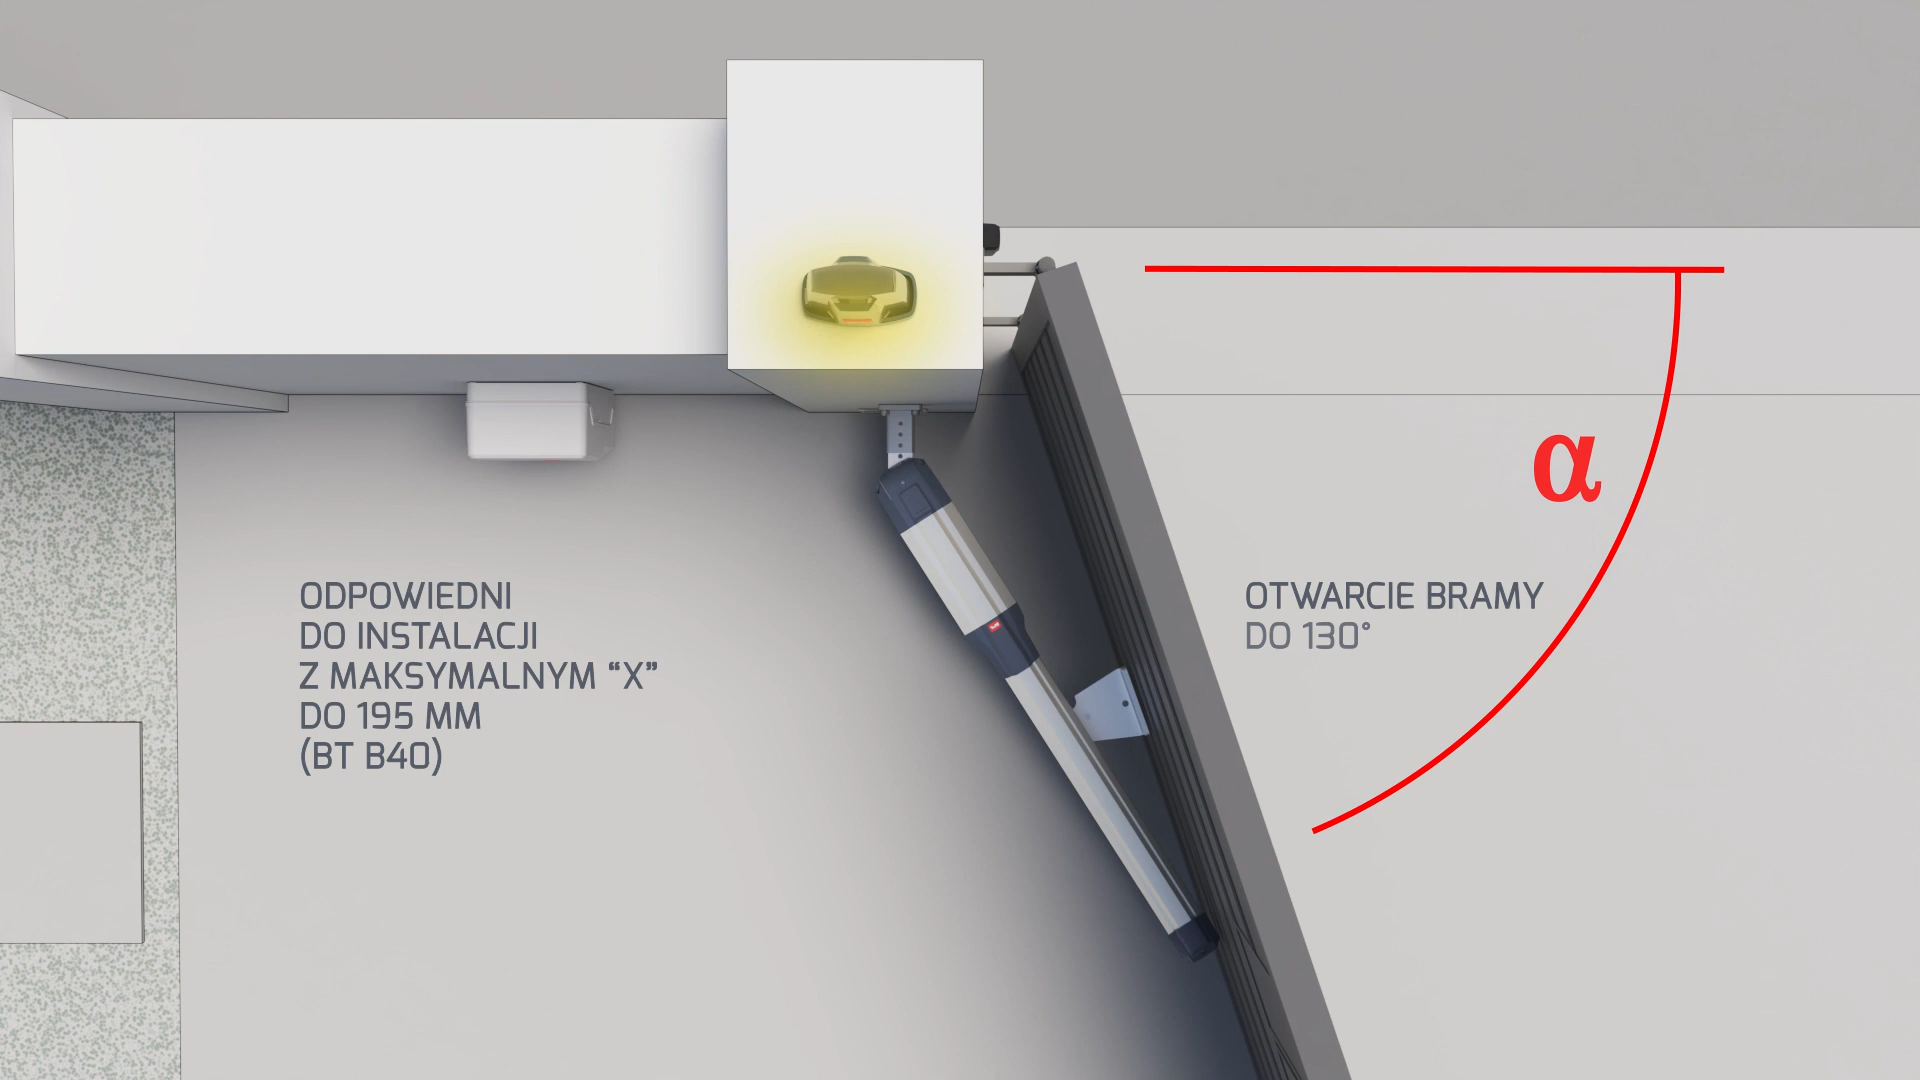 α
ODPOWIEDNI
DO INSTALACJI
Z MAKSYMALNYM “X”
DO 195 MM
(BT B40)
OTWARCIE BRAMY
DO 130°